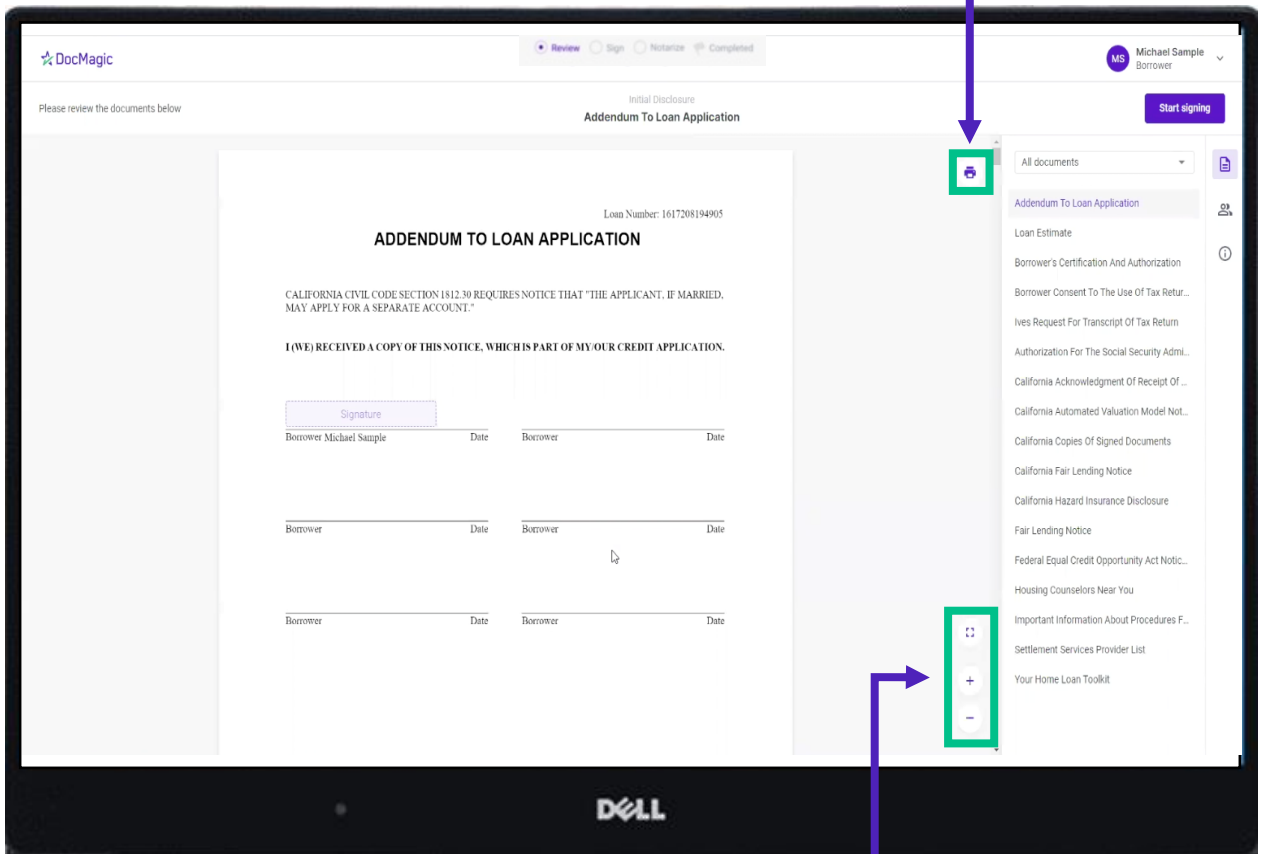 DocMagic
Review Sign Notarize Completed
MS
Michael Sample
Borrower
Please review the documents below
Initial Disclosure
Addendum To Loan Application
Start signing
Loan Number: 1617208194905
ADDENDUM TO LOAN APPLICATION
CALIFORNIA CIVIL CODE SECTION 1812.30 REQUIRES NOTICE THAT "THE APPLICANT, IF MARRIED,
MAY APPLY FOR A SEPARATE ACCOUNT."
I (WE) RECEIVED A COPY OF THIS NOTICE, WHICH IS PART OF MY/OUR CREDIT APPLICATION.
Signature
Borrower Michael Sample Date Borrower Date
Borrower Date Borrower Date
Borrower Date Borrower Date
All documents
Addendum To Loan Application
Loan Estimate
Borrower's Certification And Authorization
Borrower Consent To The Use Of Tax Retur...
Ives Request For Transcript Of Tax Return
Authorization For The Social Security Admi...
California Acknowledgment Of Receipt Of ...
California Automated Valuation Model Not...
California Copies Of Signed Documents
California Fair Lending Notice
California Hazard Insurance Disclosure
Fair Lending Notice
Federal Equal Credit Opportunity Act Notic...
Housing Counselors Near You
Important Information About Procedures F...
Settlement Services Provider List
Your Home Loan Toolkit
DELL